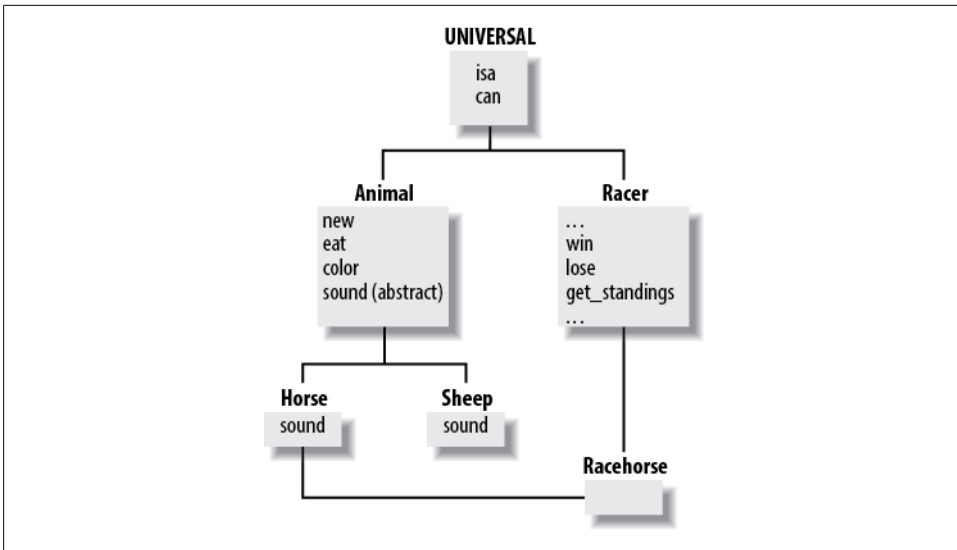 UNIVERSAL
isa
can
Animal
new
eat
color
sound (abstract)
Racer
...
win
lose
get_standings
...
Horse
sound
Sheep
sound
Racehorse